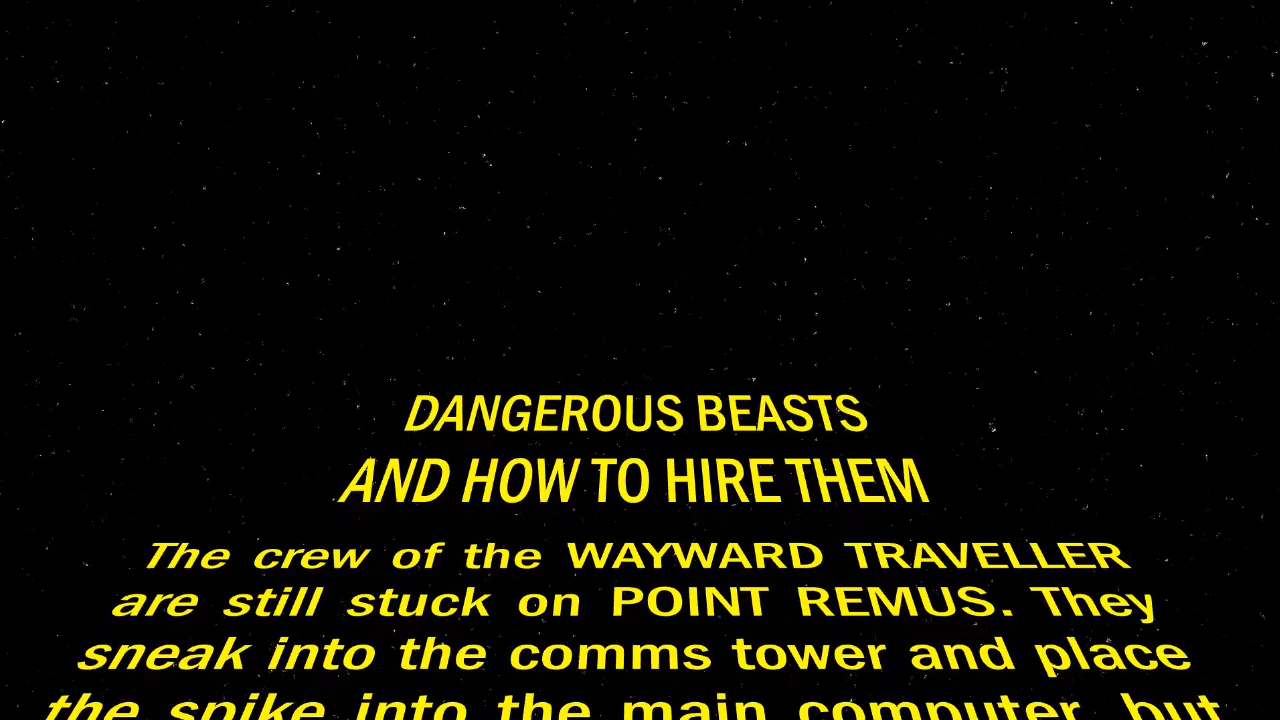 DANGEROUS BEASTS
AND HOW TO HIRE THEM
The crew of the WAYWARD TRAVELLER
are still stuck on POINT REMUS. They
sneak into the comms tower and place
the spike into the main computer, but